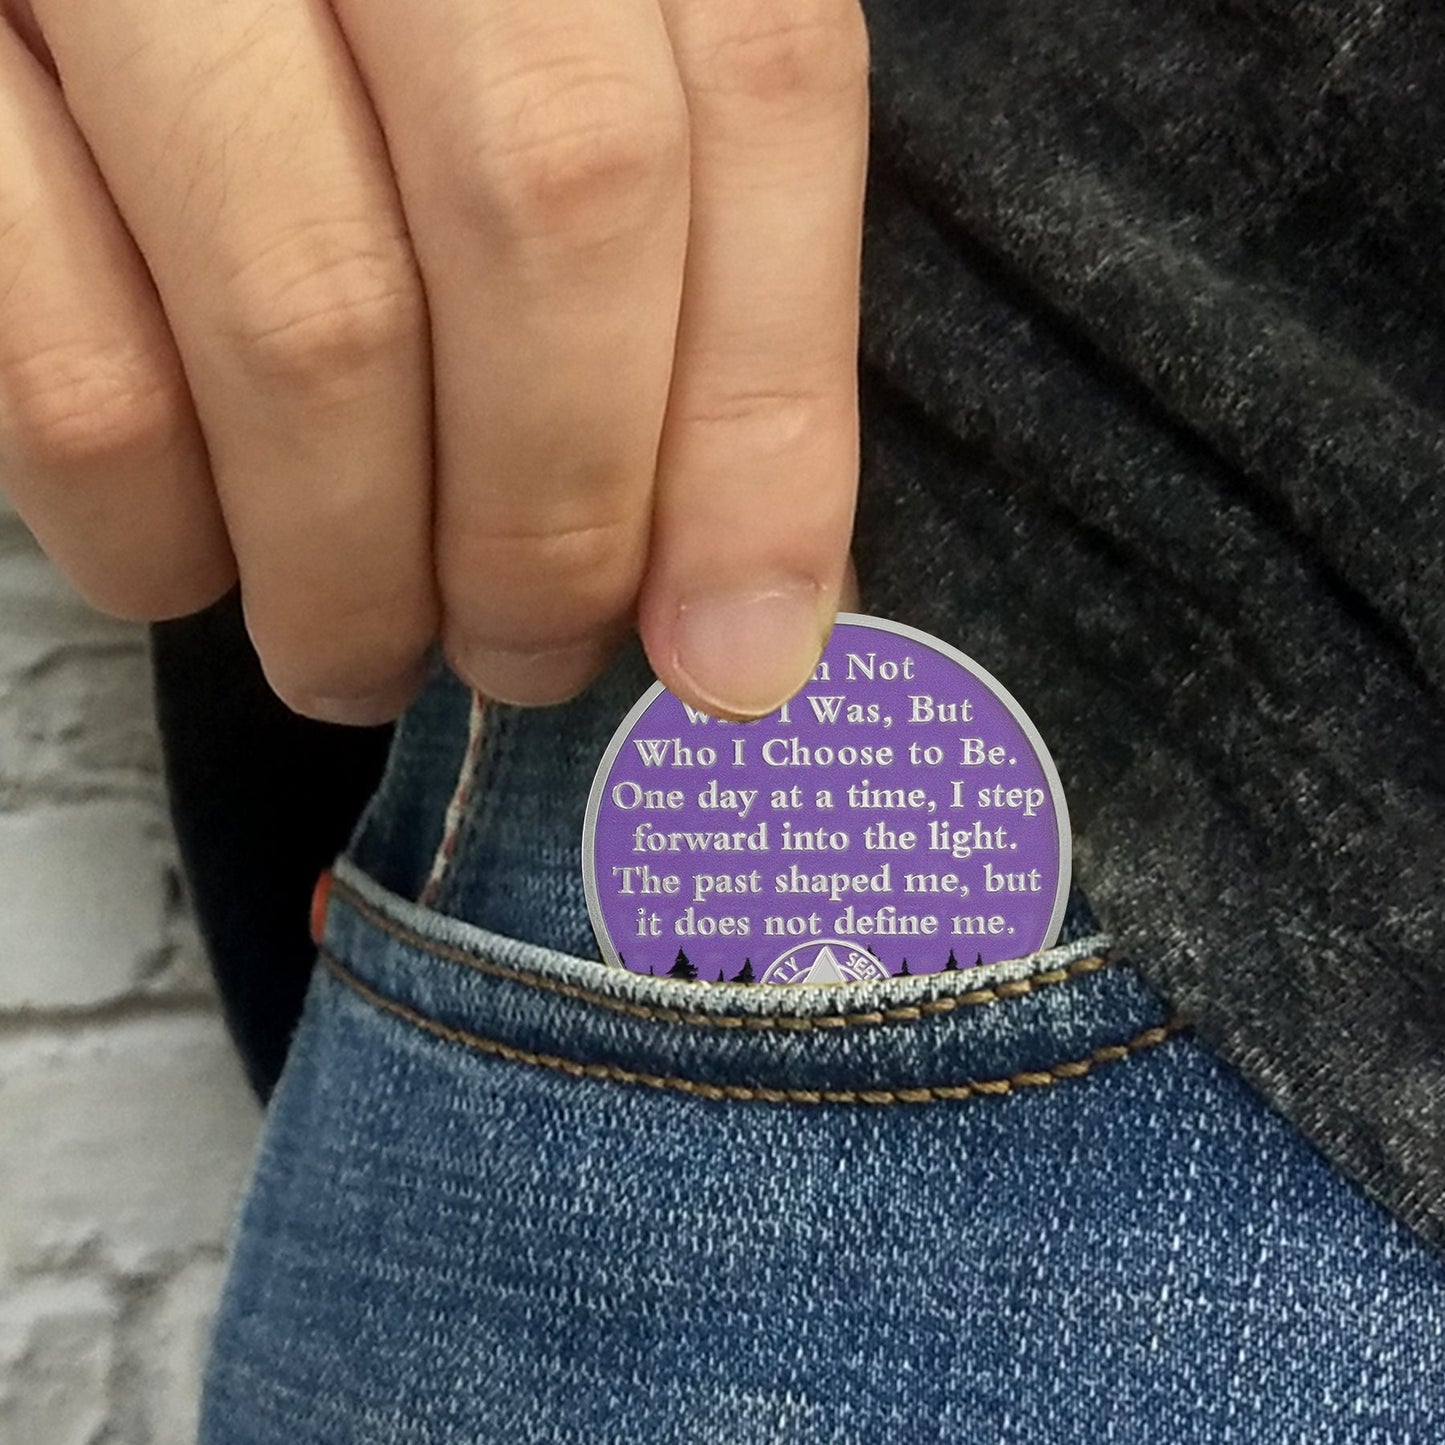 Not
I Was, But
Who I Choose to Be.
One day at a time, I step
forward into the light.
The past shaped me, but
it does not define me.